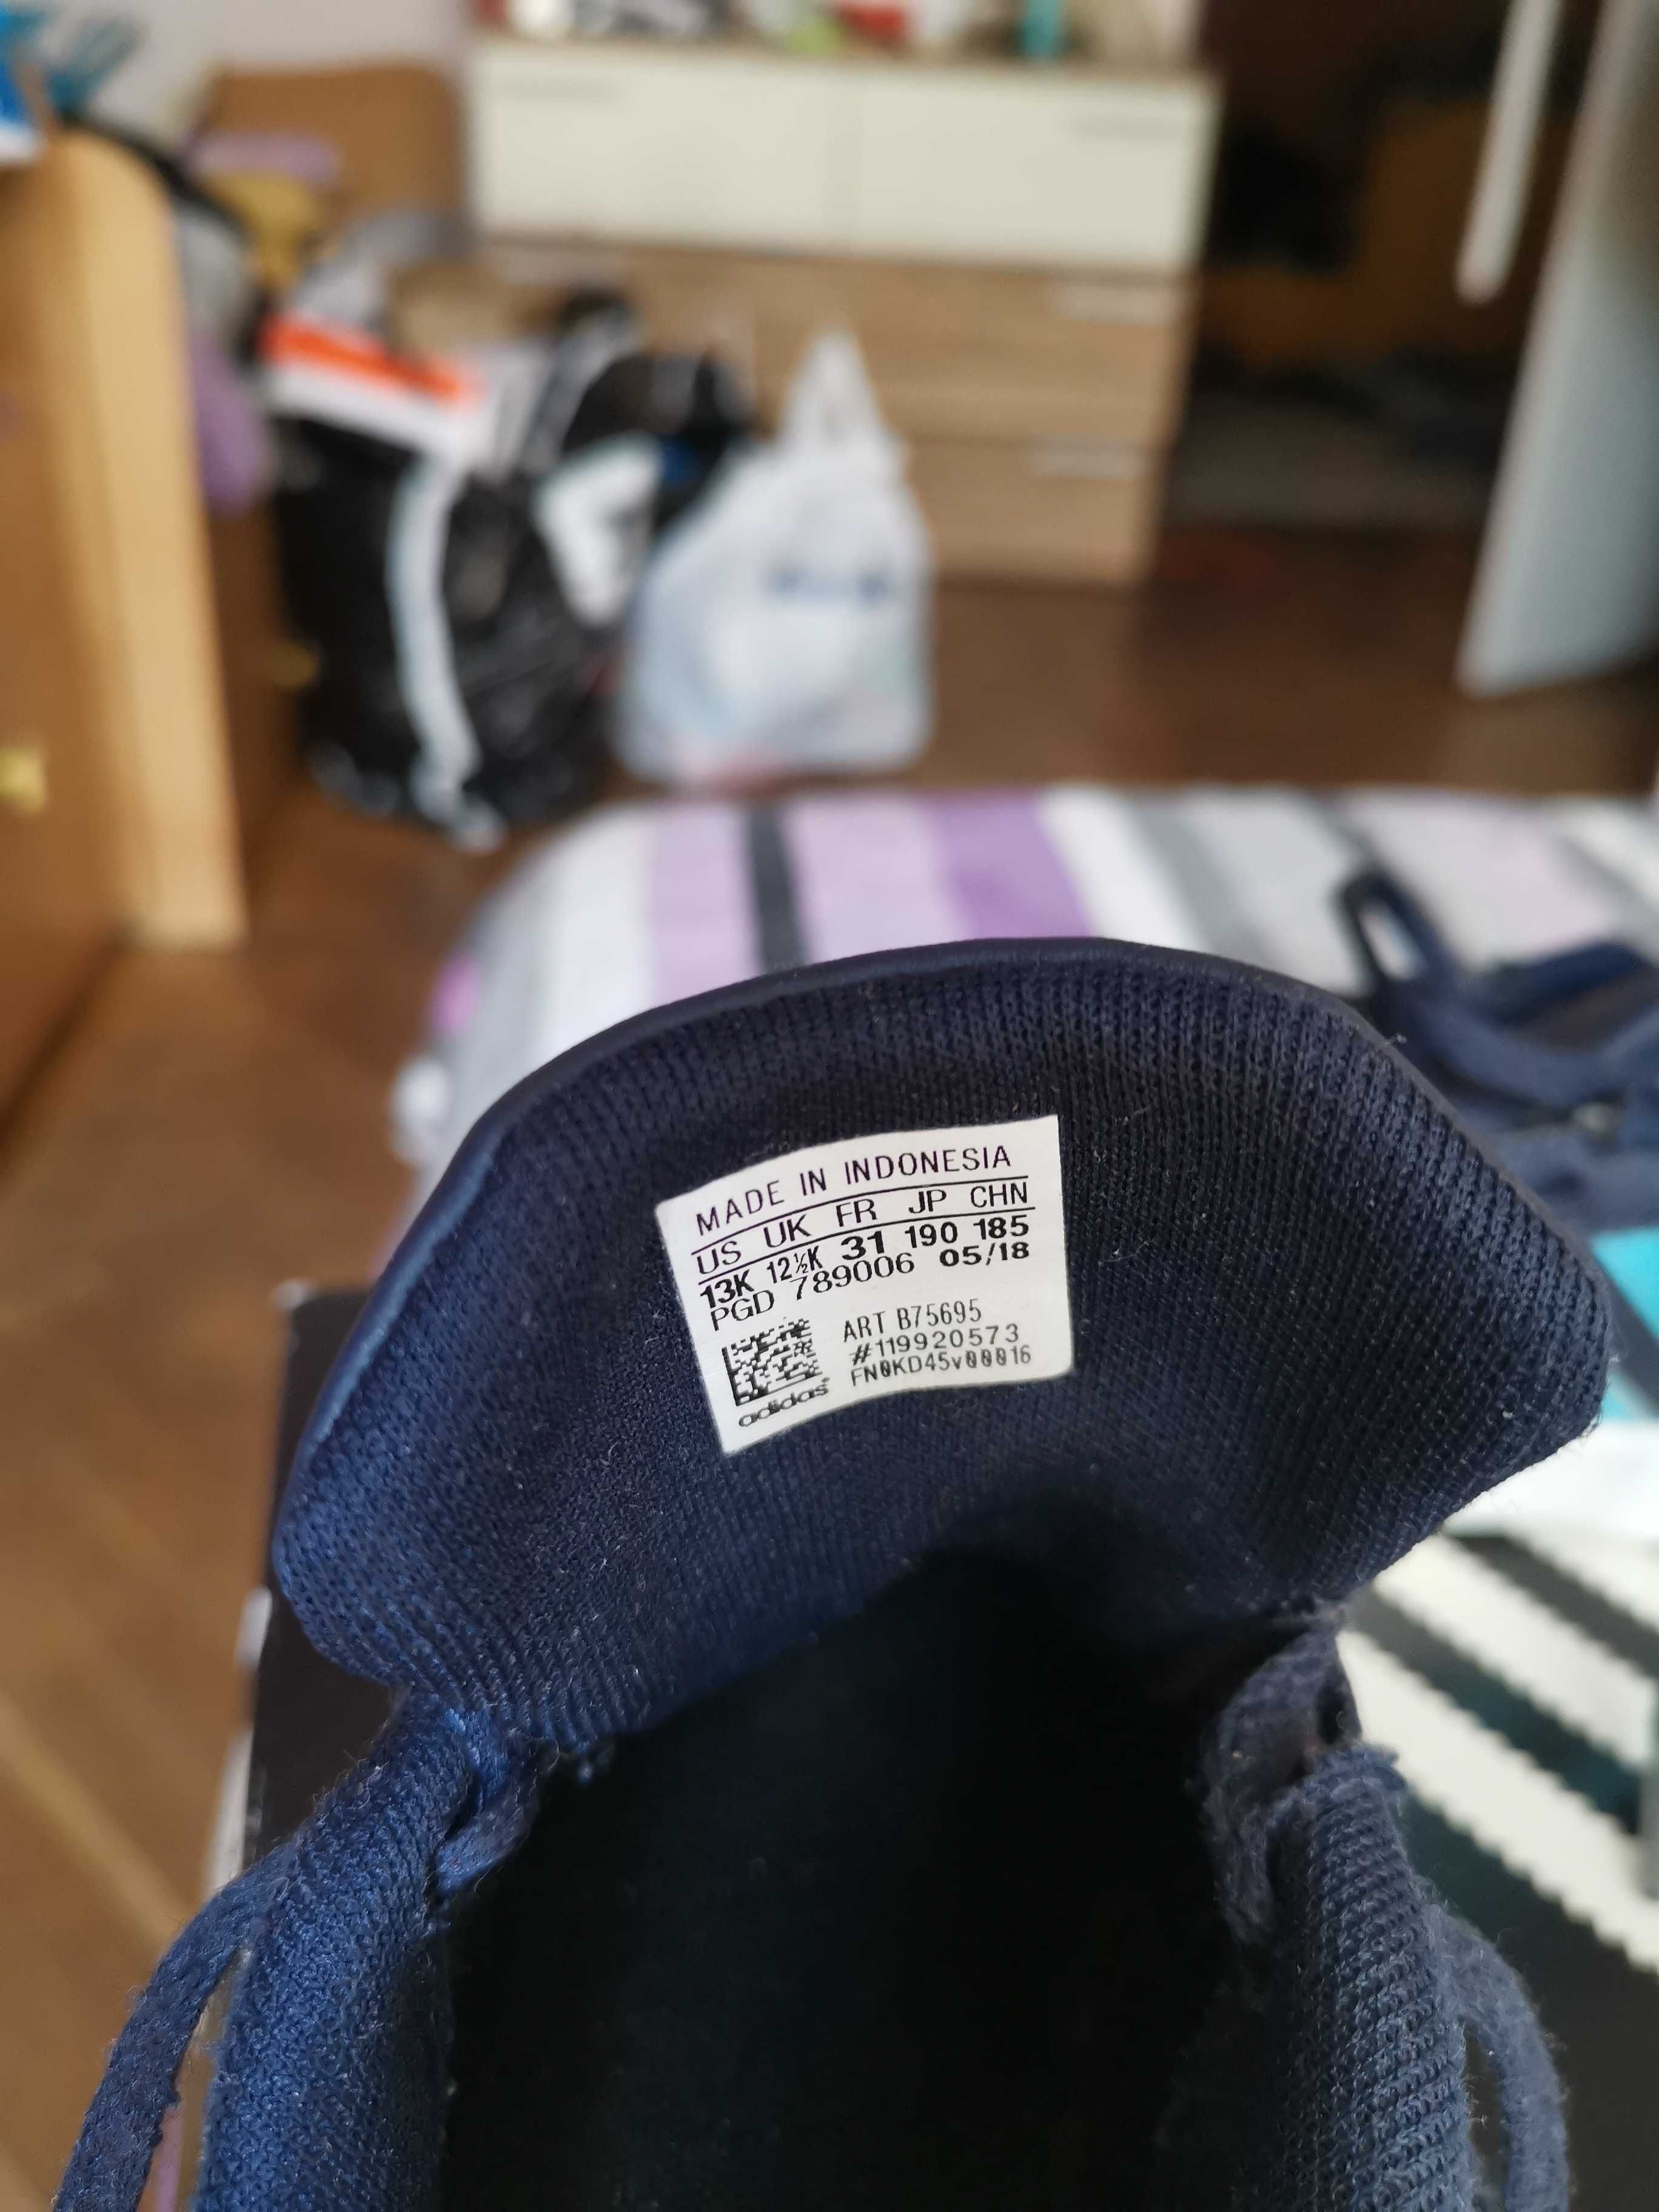 MADE IN INDONESIA
US UK FR JP CHN
13K 12½K 31 190 185
PGD 789006 05/18
ART B75695
#119920573
FN0KD45v00016
adidas